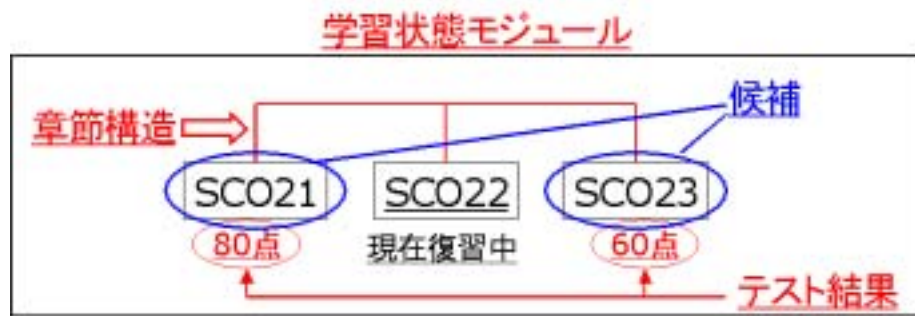 学習状態モジュール
候補
章節構造
SCO21 SCO22 SCO23
80点 現在復習中 60点
テスト結果